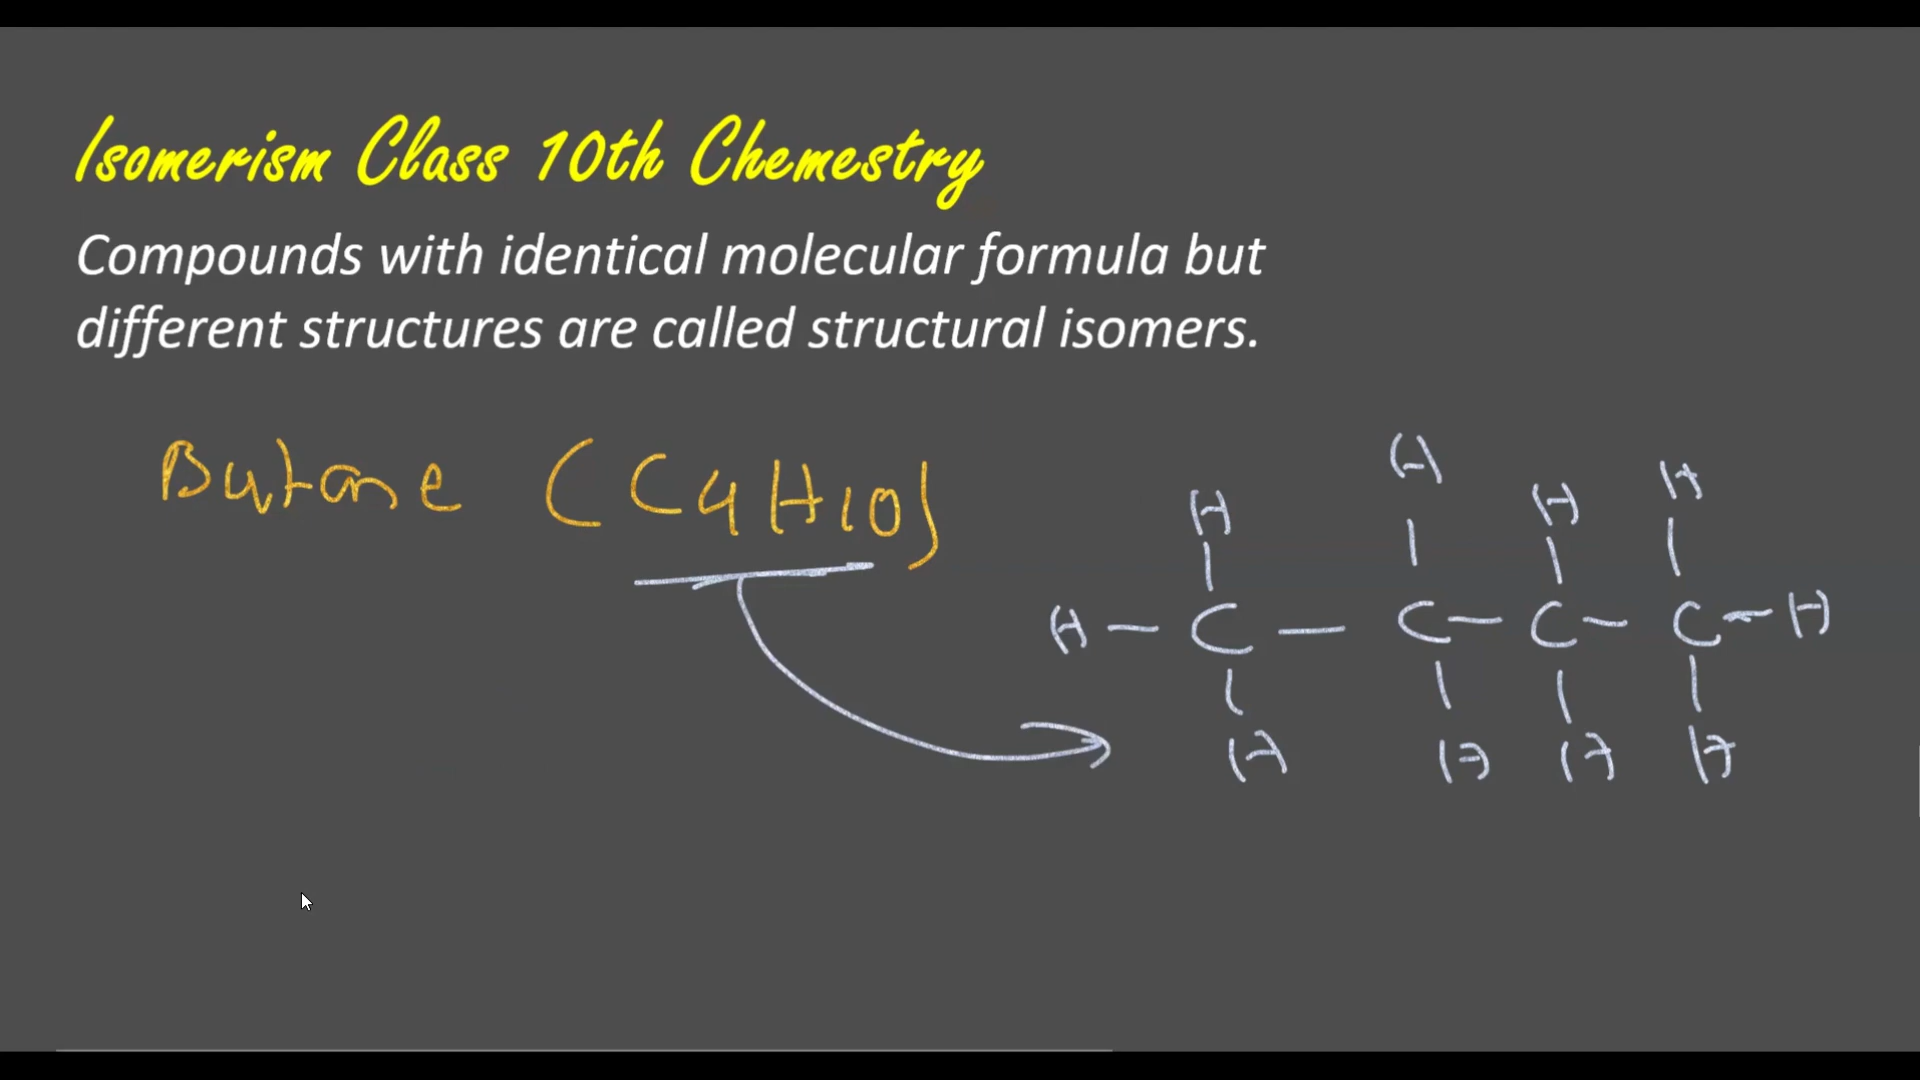 Isomerism Class 10th Chemestry
Compounds with identical molecular formula but
different structures are called structural isomers.
Butane (C4H10)
H H H H
H - C - C - C - C - H
H H H H